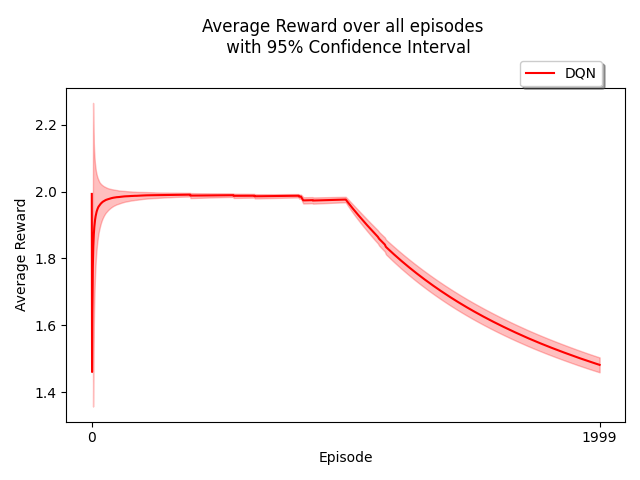 Average Reward over all episodes
with 95% Confidence Interval
DQN
2.2
2.0
1.8
1.6
1.4
Average Reward
0
1999
Episode